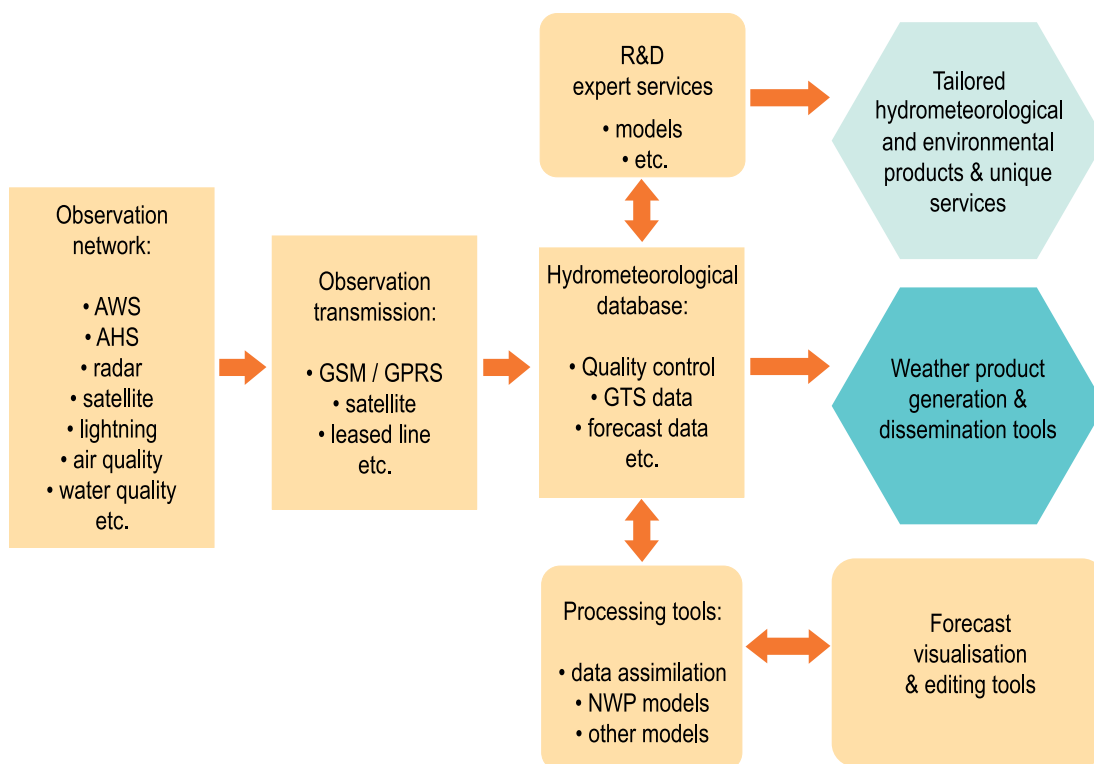 Observation
network:
• AWS
• AHS
• radar
• satellite
• lightning
• air quality
• water quality
etc.
Observation
transmission:
• GSM / GPRS
• satellite
• leased line
etc.
R&D
expert services
• models
• etc.
Hydrometeorological
database:
• Quality control
• GTS data
• forecast data
etc.
Processing tools:
• data assimilation
• NWP models
• other models
Tailored
hydrometeorological
and environmental
products & unique
services
Weather product
generation &
dissemination tools
Forecast
visualisation
& editing tools